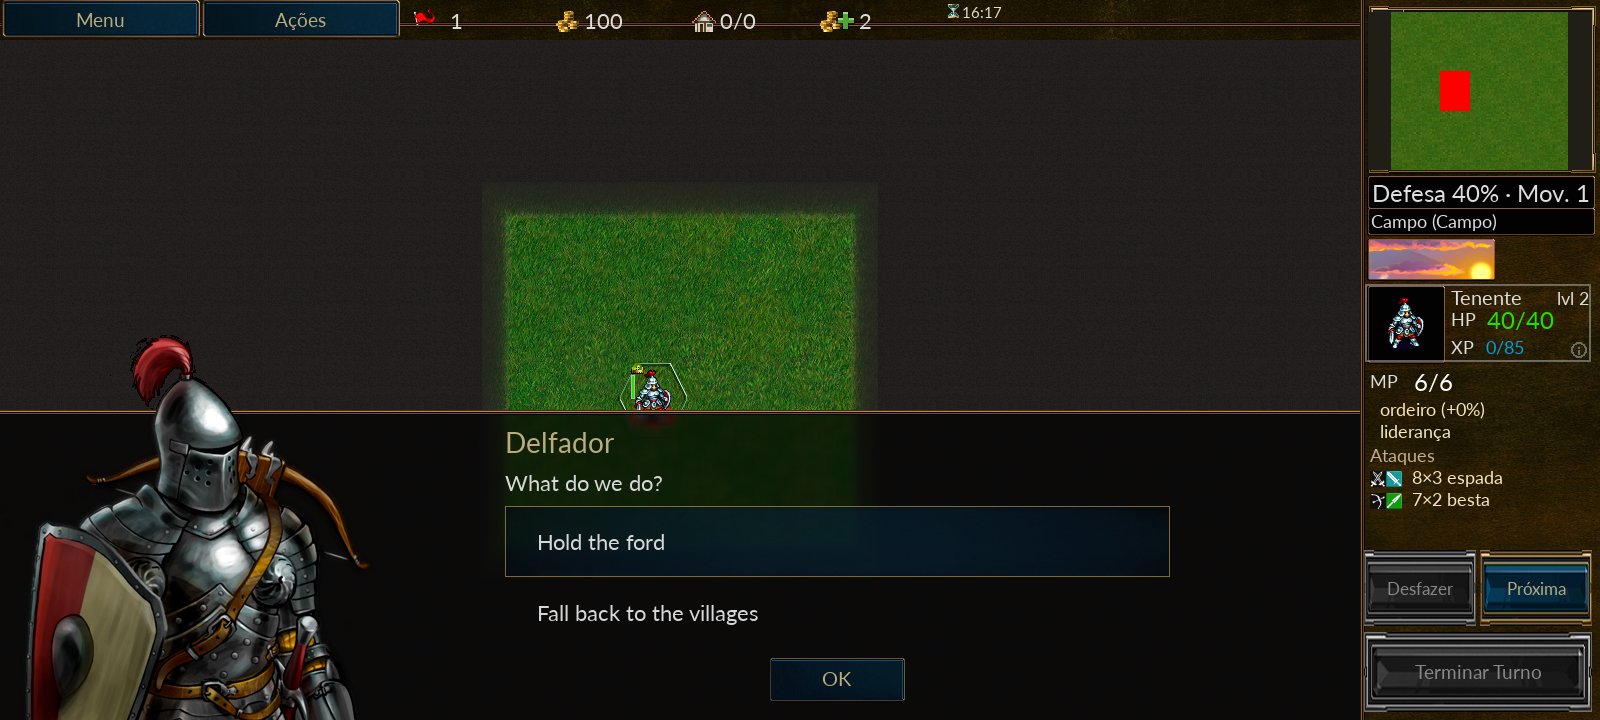 Menu
Ações
1
100
0/0
2
16:17
Defesa 40% · Mov. 1
Campo (Campo)
Tenente lvl 2
HP 40/40
XP 0/85
MP 6/6
ordeiro (+0%)
liderança
Ataques
8×3 espada
7×2 besta
Delfador
What do we do?
Hold the ford
Fall back to the villages
OK
Desfazer
Próxima
Terminar Turno